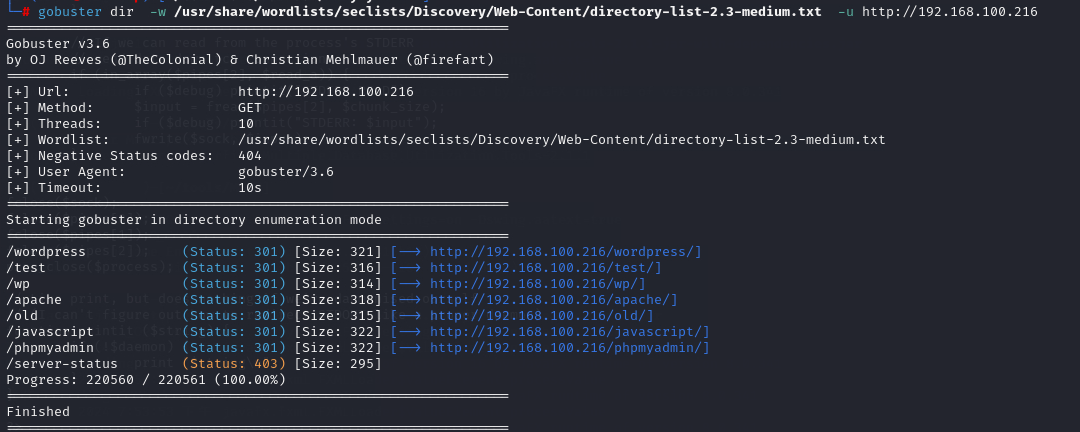 └─# gobuster dir -w /usr/share/wordlists/seclists/Discovery/Web-Content/directory-list-2.3-medium.txt -u http://192.168.100.216
===============================================================
Gobuster v3.6
by OJ Reeves (@TheColonial) & Christian Mehlmauer (@firefart)
===============================================================
[+] Url: http://192.168.100.216
[+] Method: GET
[+] Threads: 10
[+] Wordlist: /usr/share/wordlists/seclists/Discovery/Web-Content/directory-list-2.3-medium.txt
[+] Negative Status codes: 404
[+] User Agent: gobuster/3.6
[+] Timeout: 10s
===============================================================
Starting gobuster in directory enumeration mode
===============================================================
/wordpress (Status: 301) [Size: 321] [--> http://192.168.100.216/wordpress/]
/test (Status: 301) [Size: 316] [--> http://192.168.100.216/test/]
/wp (Status: 301) [Size: 314] [--> http://192.168.100.216/wp/]
/apache (Status: 301) [Size: 318] [--> http://192.168.100.216/apache/]
/old (Status: 301) [Size: 315] [--> http://192.168.100.216/old/]
/javascript (Status: 301) [Size: 322] [--> http://192.168.100.216/javascript/]
/phpmyadmin (Status: 301) [Size: 322] [--> http://192.168.100.216/phpmyadmin/]
/server-status (Status: 403) [Size: 295]
Progress: 220560 / 220561 (100.00%)
===============================================================
Finished
===============================================================